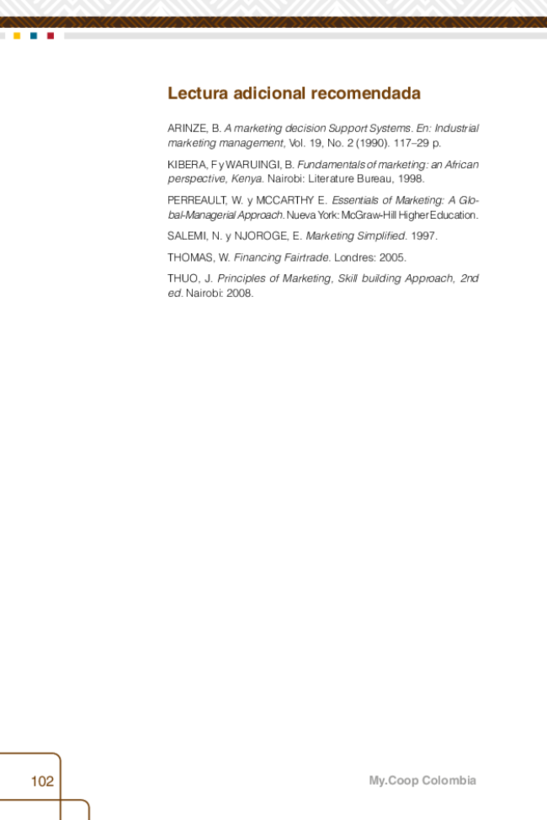 Lectura adicional recomendada
ARINZE, B. A marketing decision Support Systems. En: Industrial
marketing management, Vol. 19, No. 2 (1990). 117–29 p.
KIBERA, F y WARUINGI, B. Fundamentals of marketing: an African
perspective, Kenya. Nairobi: Literature Bureau, 1998.
PERREAULT, W. y MCCARTHY E. Essentials of Marketing: A Glo-
bal-Managerial Approach. Nueva York: McGraw-Hill Higher Education.
SALEMI, N. y NJOROGE, E. Marketing Simplified. 1997.
THOMAS, W. Financing Fairtrade. Londres: 2005.
THUO, J. Principles of Marketing, Skill building Approach, 2nd
ed. Nairobi: 2008.
102
My.Coop Colombia